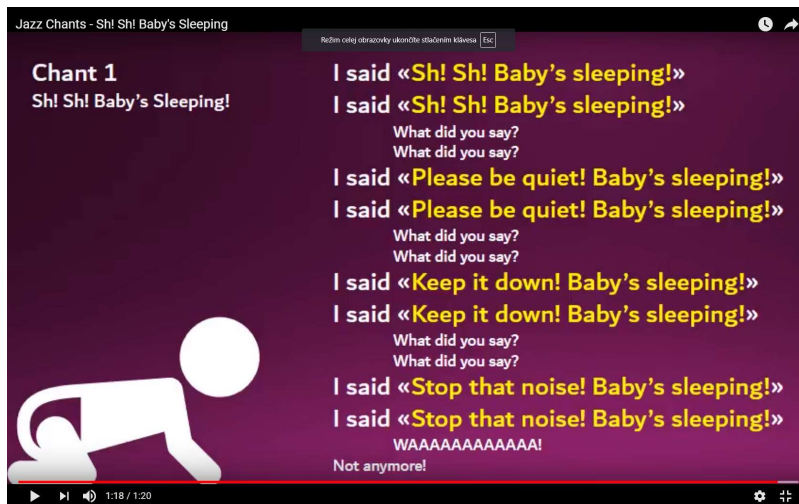 Jazz Chants - Sh! Sh! Baby's Sleeping
Režim celej obrazovky ukončíte stlačením klávesa Esc
Chant 1
Sh! Sh! Baby’s Sleeping!
I said «Sh! Sh! Baby’s sleeping!»
I said «Sh! Sh! Baby’s sleeping!»
What did you say?
What did you say?
I said «Please be quiet! Baby’s sleeping!»
I said «Please be quiet! Baby’s sleeping!»
What did you say?
What did you say?
I said «Keep it down! Baby’s sleeping!»
I said «Keep it down! Baby’s sleeping!»
What did you say?
What did you say?
I said «Stop that noise! Baby’s sleeping!»
I said «Stop that noise! Baby’s sleeping!»
WAAAAAAAAAAAA!
Not anymore!
1:18 / 1:20